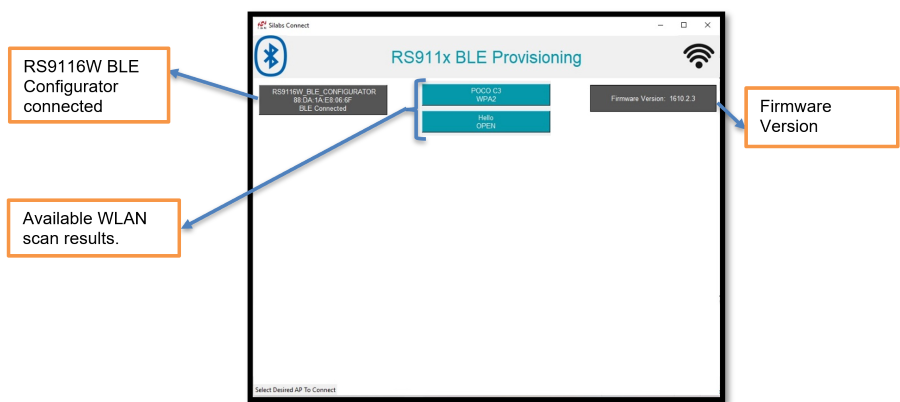 Silabs Connect
RS911x BLE Provisioning
RS9116W BLE
Configurator
connected
RS9116W_BLE_CONFIGURATOR
88:DA:1A:E8:06:6F
BLE Connected
POCO C3
WPA2
Hello
OPEN
Firmware Version: 1610.2.3
Firmware
Version
Available WLAN
scan results.
Select Desired AP To Connect